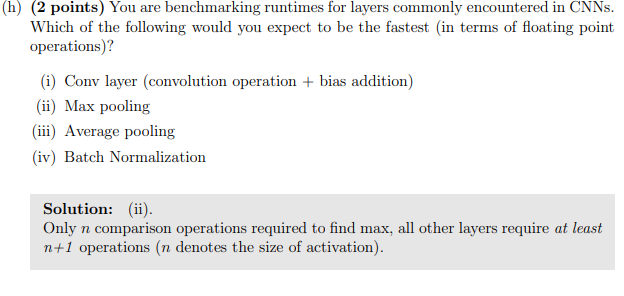 (h) (2 points) You are benchmarking runtimes for layers commonly encountered in CNNs.
Which of the following would you expect to be the fastest (in terms of floating point
operations)?
(i) Conv layer (convolution operation + bias addition)
(ii) Max pooling
(iii) Average pooling
(iv) Batch Normalization
Solution: (ii).
Only n comparison operations required to find max, all other layers require at least
n+1 operations (n denotes the size of activation).